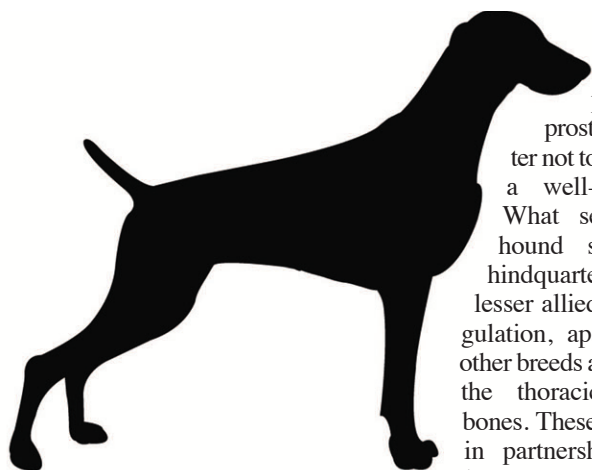 prost
ter not to
a well-
What se
hound s
hindquarte
lesser allied
gulation, ap
other breeds a
the thoracic
bones. These
in partnersh